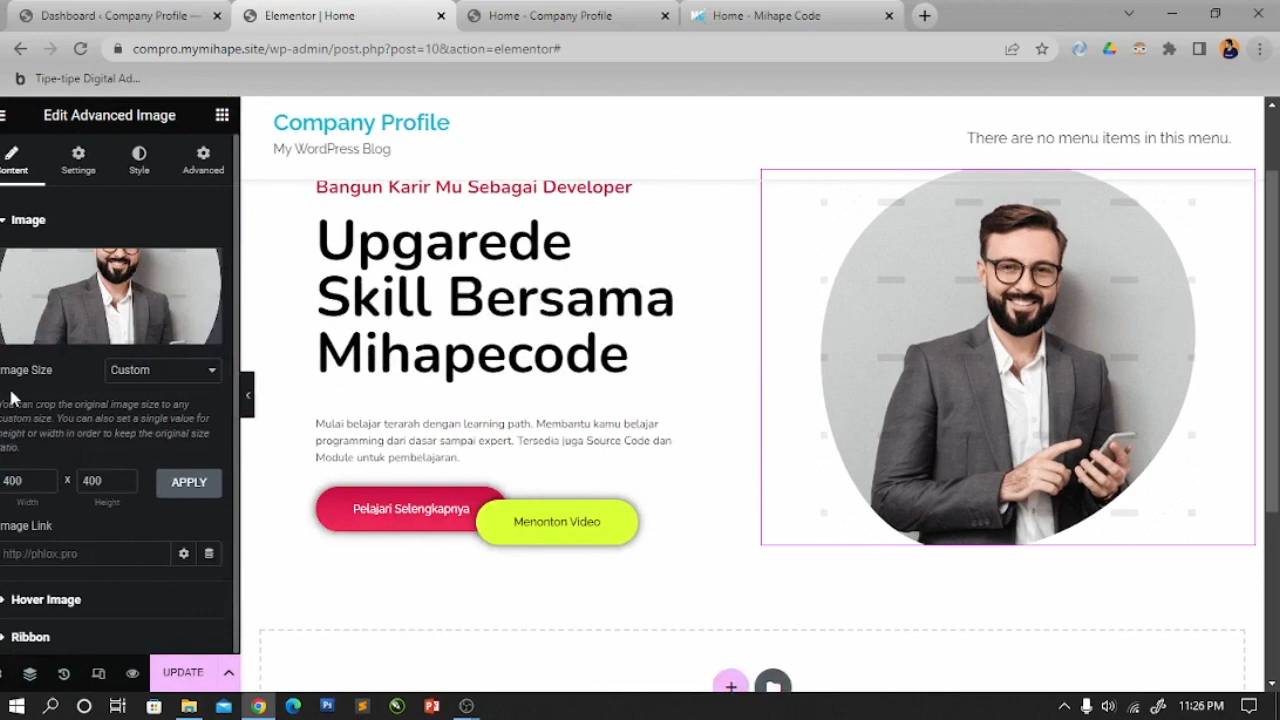 Dashboard ‹ Company Profile —
Elementor | Home
Home - Company Profile
Home - Mihape Code
compro.mymihape.site/wp-admin/post.php?post=10&action=elementor#
Tipe-tipe Digital Ad...
Edit Advanced Image
Content
Settings
Style
Advanced
Image
Image Size
Custom
You can crop the original image size to any
custom size. You can also set a single value for
height or width in order to keep the original size
ratio.
400 x 400
APPLY
Width
Height
Image Link
http://phlox.pro
Hover Image
Ribbon
UPDATE
Company Profile
My WordPress Blog
There are no menu items in this menu.
Bangun Karir Mu Sebagai Developer
Upgarede
Skill Bersama
Mihapecode
Mulai belajar terarah dengan learning path. Membantu kamu belajar
programming dari dasar sampai expert. Tersedia juga Source Code dan
Module untuk pembelajaran.
Pelajari Selengkapnya
Menonton Video
11:26 PM